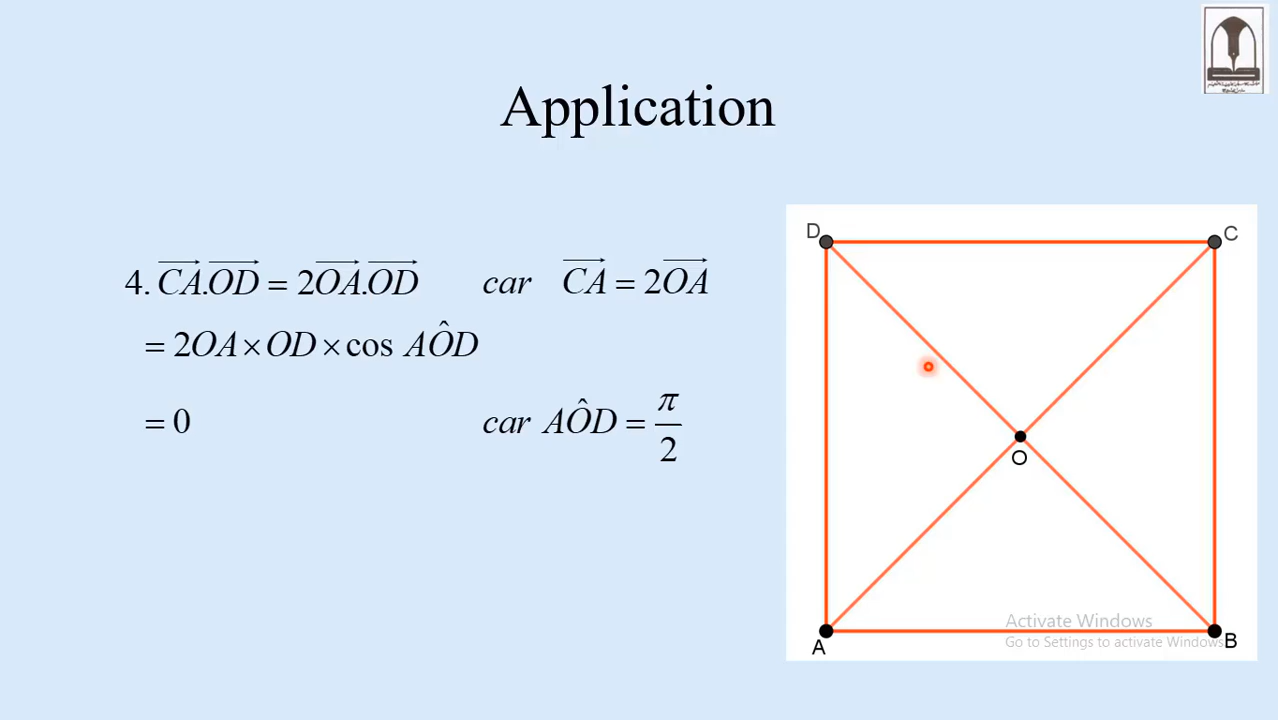 Application
4. CA⃗.OD⃗ = 2OA⃗.OD⃗ car CA⃗ = 2OA⃗
= 2OA×OD×cos AÔD
= 0 car AÔD = π/2
D
C
O
A
B
Activate Windows
Go to Settings to activate Windows